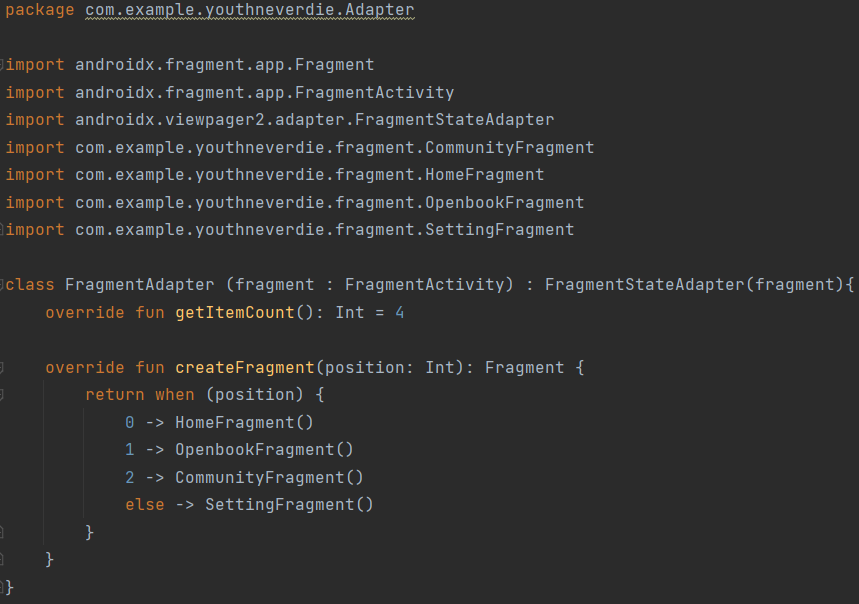 package com.example.youthneverdie.Adapter
import androidx.fragment.app.Fragment
import androidx.fragment.app.FragmentActivity
import androidx.viewpager2.adapter.FragmentStateAdapter
import com.example.youthneverdie.fragment.CommunityFragment
import com.example.youthneverdie.fragment.HomeFragment
import com.example.youthneverdie.fragment.OpenbookFragment
import com.example.youthneverdie.fragment.SettingFragment
class FragmentAdapter (fragment : FragmentActivity) : FragmentStateAdapter(fragment){
    override fun getItemCount(): Int = 4
    override fun createFragment(position: Int): Fragment {
        return when (position) {
            0 -> HomeFragment()
            1 -> OpenbookFragment()
            2 -> CommunityFragment()
            else -> SettingFragment()
        }
    }
}